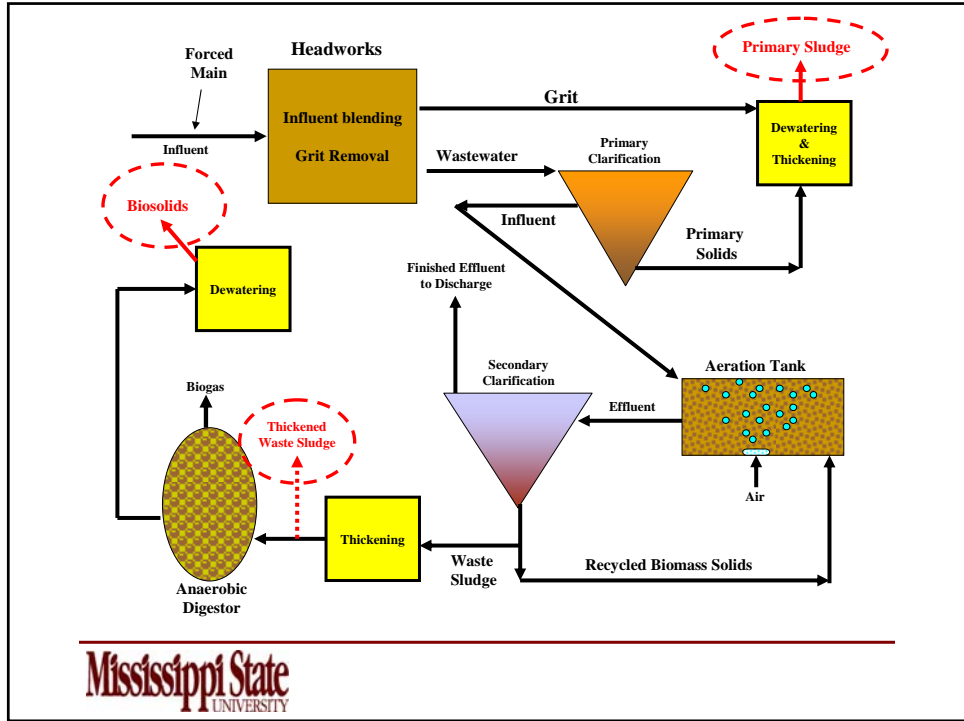 Headworks
Forced
Main
Influent
Influent blending
Grit Removal
Grit
Primary Sludge
Dewatering
&
Thickening
Wastewater
Primary
Clarification
Influent
Primary
Solids
Biosolids
Dewatering
Finished Effluent
to Discharge
Secondary
Clarification
Aeration Tank
Effluent
Air
Biogas
Thickened
Waste Sludge
Thickening
Waste
Sludge
Recycled Biomass Solids
Anaerobic
Digestor
Mississippi State
UNIVERSITY